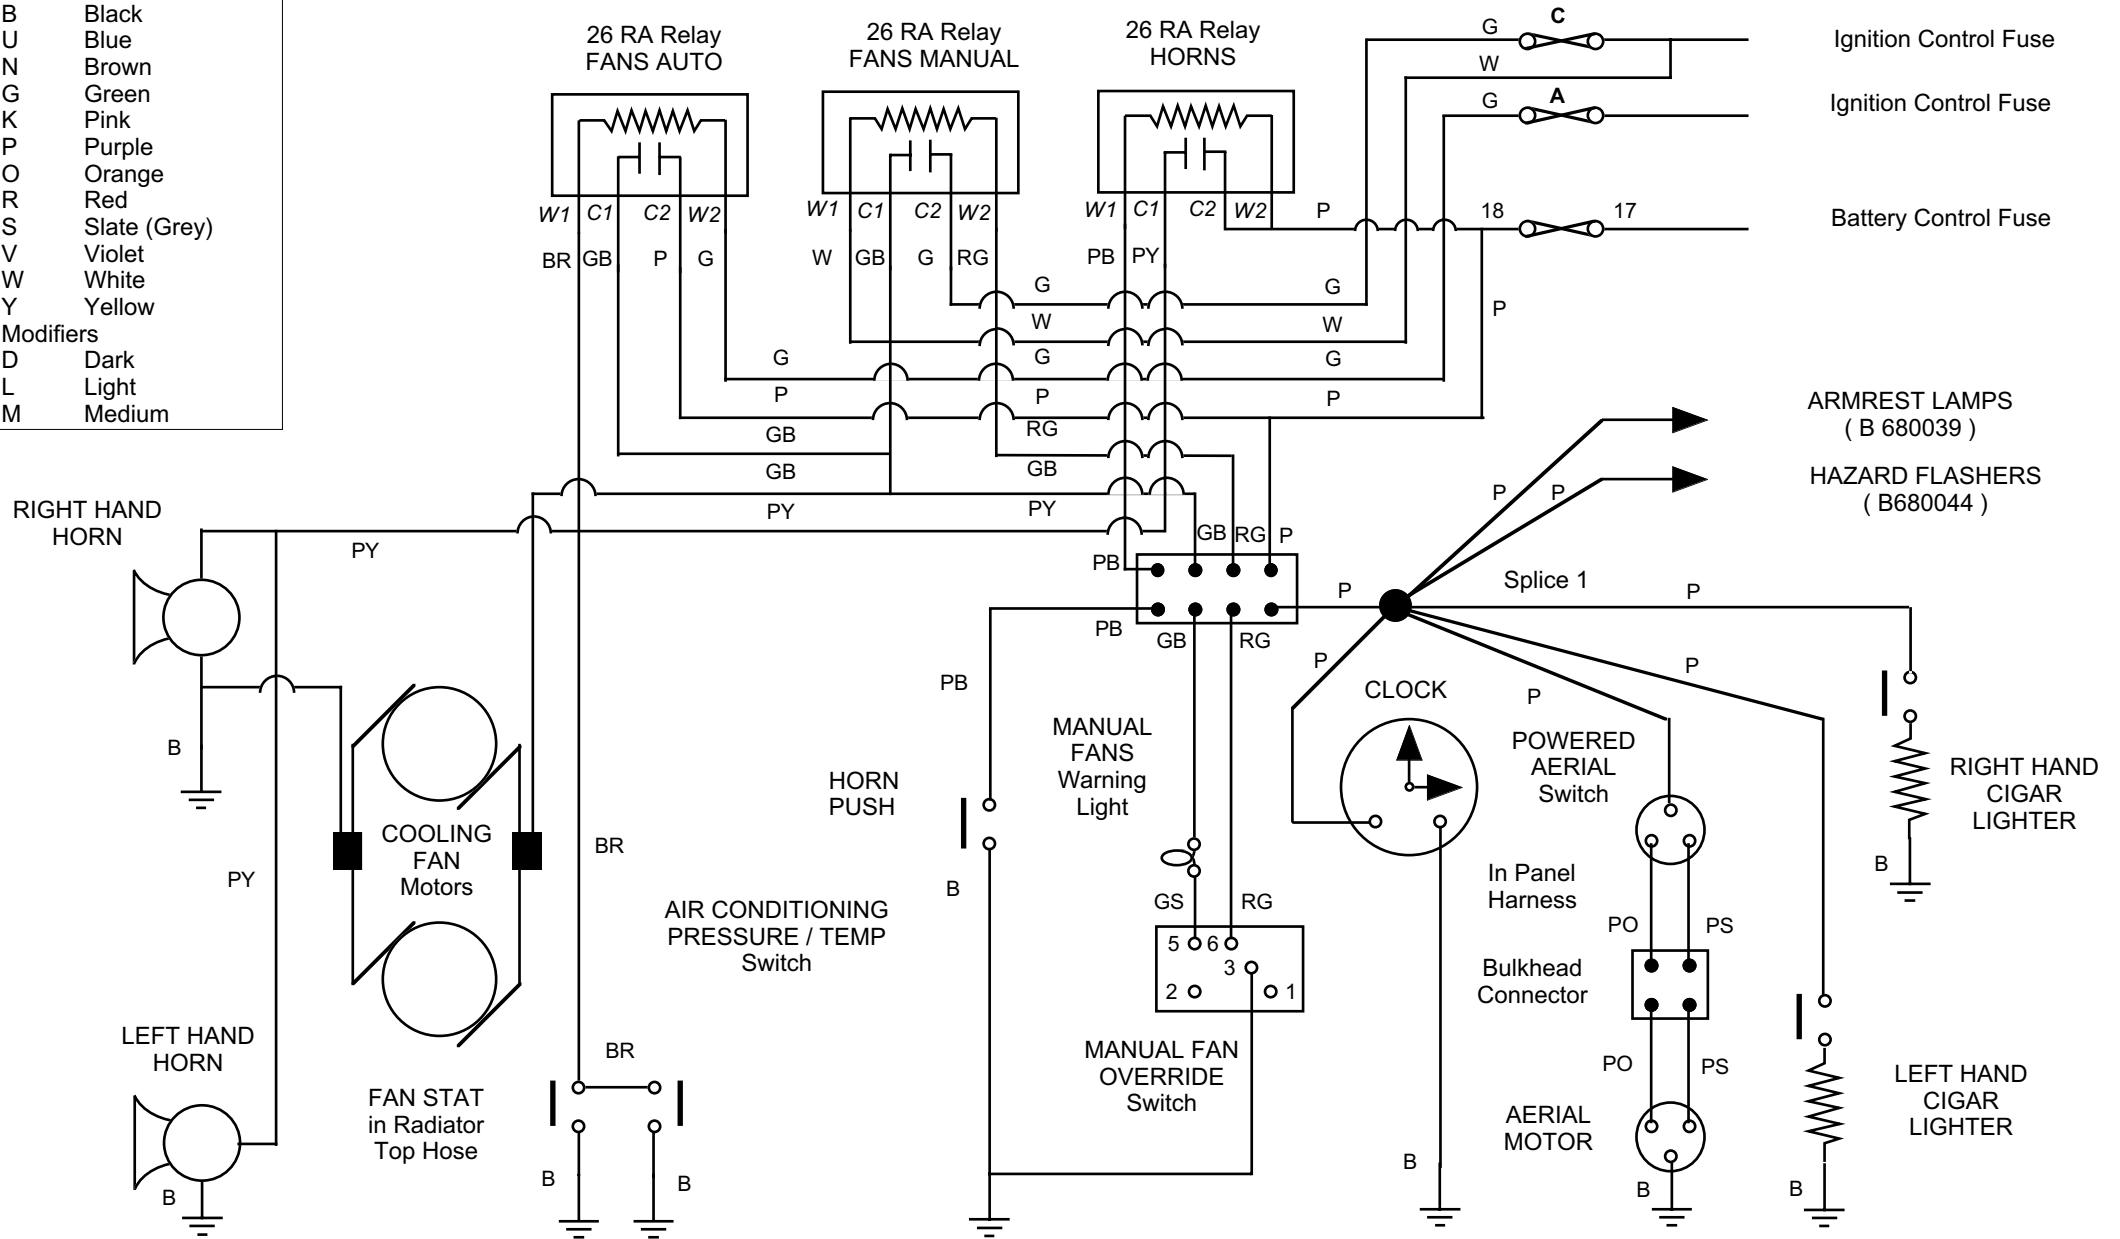 B Black
U Blue
N Brown
G Green
K Pink
P Purple
O Orange
R Red
S Slate (Grey)
V Violet
W White
Y Yellow
Modifiers
D Dark
L Light
M Medium
26 RA Relay
FANS AUTO
26 RA Relay
FANS MANUAL
26 RA Relay
HORNS
G C
Ignition Control Fuse
W
G A
Ignition Control Fuse
W1 C1 C2 W2
W1 C1 C2 W2
W1 C1 C2 W2
P 18 17
Battery Control Fuse
BR GB P G
W GB G RG
PB PY
G G
W W
P
G G G
P P P
GB RG
GB GB
PY PY
PY
GB RG P
ARMREST LAMPS
( B 680039 )
HAZARD FLASHERS
( B680044 )
P P
RIGHT HAND
HORN
PB
P
Splice 1
P
PB GB RG
P
P
P
PB
B
CLOCK
MANUAL
FANS
Warning
Light
POWERED
AERIAL
Switch
HORN
PUSH
RIGHT HAND
CIGAR
LIGHTER
B
COOLING
FAN
Motors
BR
PY
B
In Panel
Harness
AIR CONDITIONING
PRESSURE / TEMP
Switch
GS RG
PO PS
5 6
3
2 1
Bulkhead
Connector
LEFT HAND
HORN
BR
MANUAL FAN
OVERRIDE
Switch
PO PS
FAN STAT
in Radiator
Top Hose
AERIAL
MOTOR
LEFT HAND
CIGAR
LIGHTER
B
B B
B
B
B